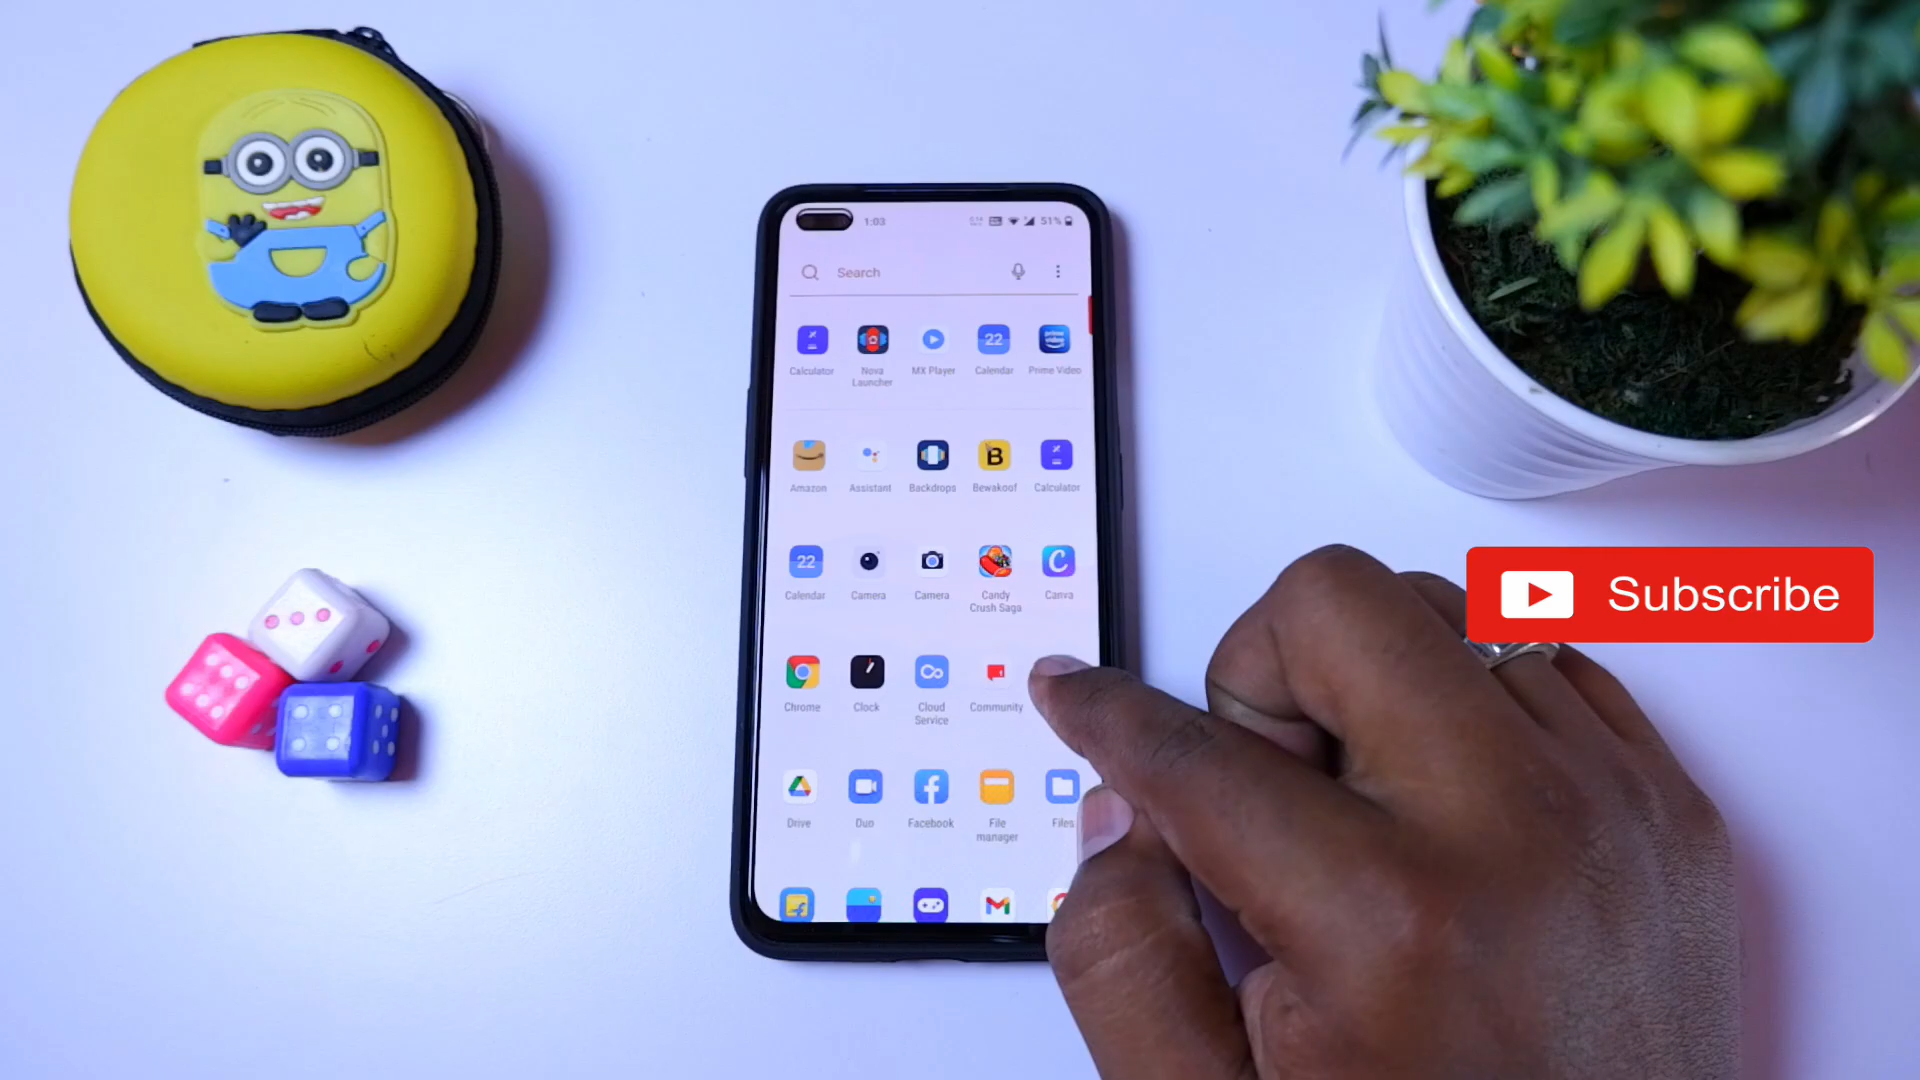 1:03
51%
Search
Calculator
Nova
Launcher
MX Player
22
Calendar
prime
video
Prime Video
Amazon
Assistant
Backdrops
B
Bewakoof
Calculator
22
Calendar
Camera
Camera
Candy
Crush Saga
C
Canva
Chrome
Clock
Cloud
Service
Community
Drive
Duo
Facebook
File
manager
Files
Subscribe